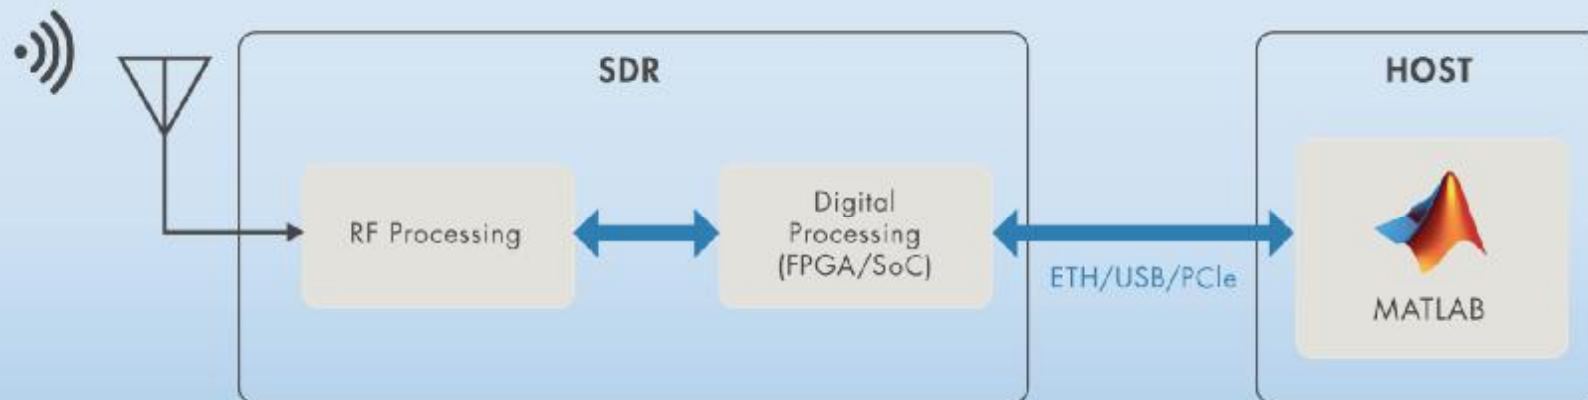 SDR
HOST
RF Processing
Digital
Processing
(FPGA/SoC)
ETH/USB/PCIe
MATLAB